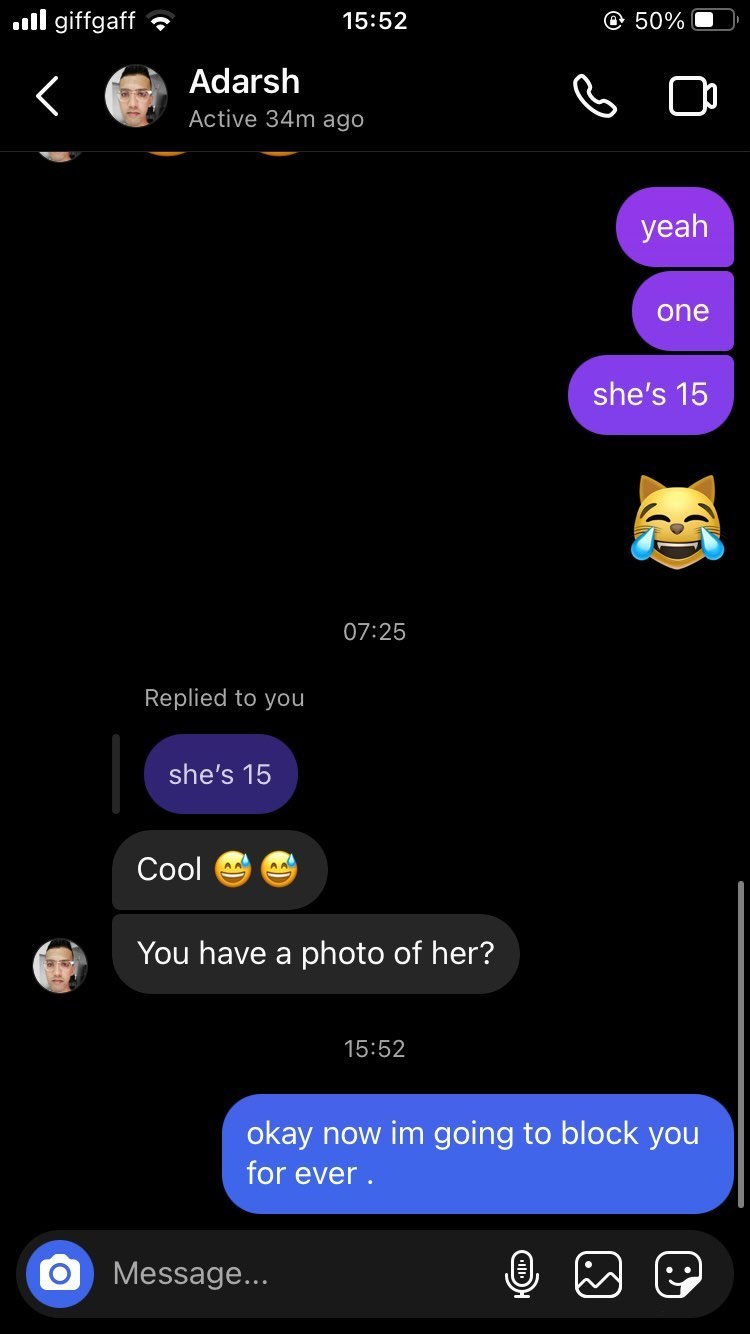 giffgaff 15:52 50%
Adarsh
Active 34m ago
yeah
one
she's 15
07:25
Replied to you
she's 15
Cool 😅😅
You have a photo of her?
15:52
okay now im going to block you
for ever .
Message...